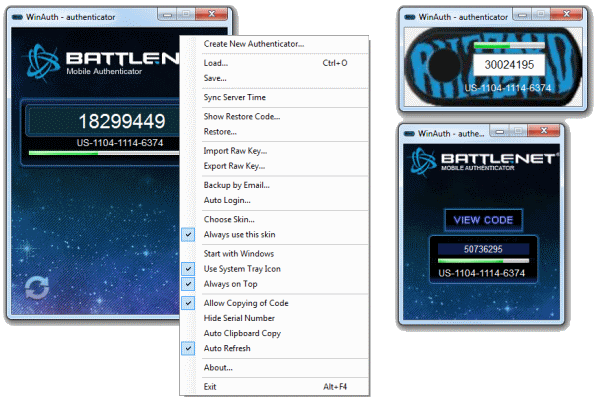 WinAuth - authenticator
BATTLENE
Mobile Authenticator
18299449
US-1104-1114-6374
Create New Authenticator...
Load... Ctrl+O
Save...
Sync Server Time
Show Restore Code...
Restore...
Import Raw Key...
Export Raw Key...
Backup by Email...
Auto Login...
Choose Skin...
Always use this skin
Start with Windows
Use System Tray Icon
Always on Top
Allow Copying of Code
Hide Serial Number
Auto Clipboard Copy
Auto Refresh
About...
Exit Alt+F4
WinAuth - authenticator
30024195
US-1104-1114-6374
WinAuth - authe...
BATTLENET
MOBILE AUTHENTICATOR
VIEW CODE
50736295
US-1104-1114-6374